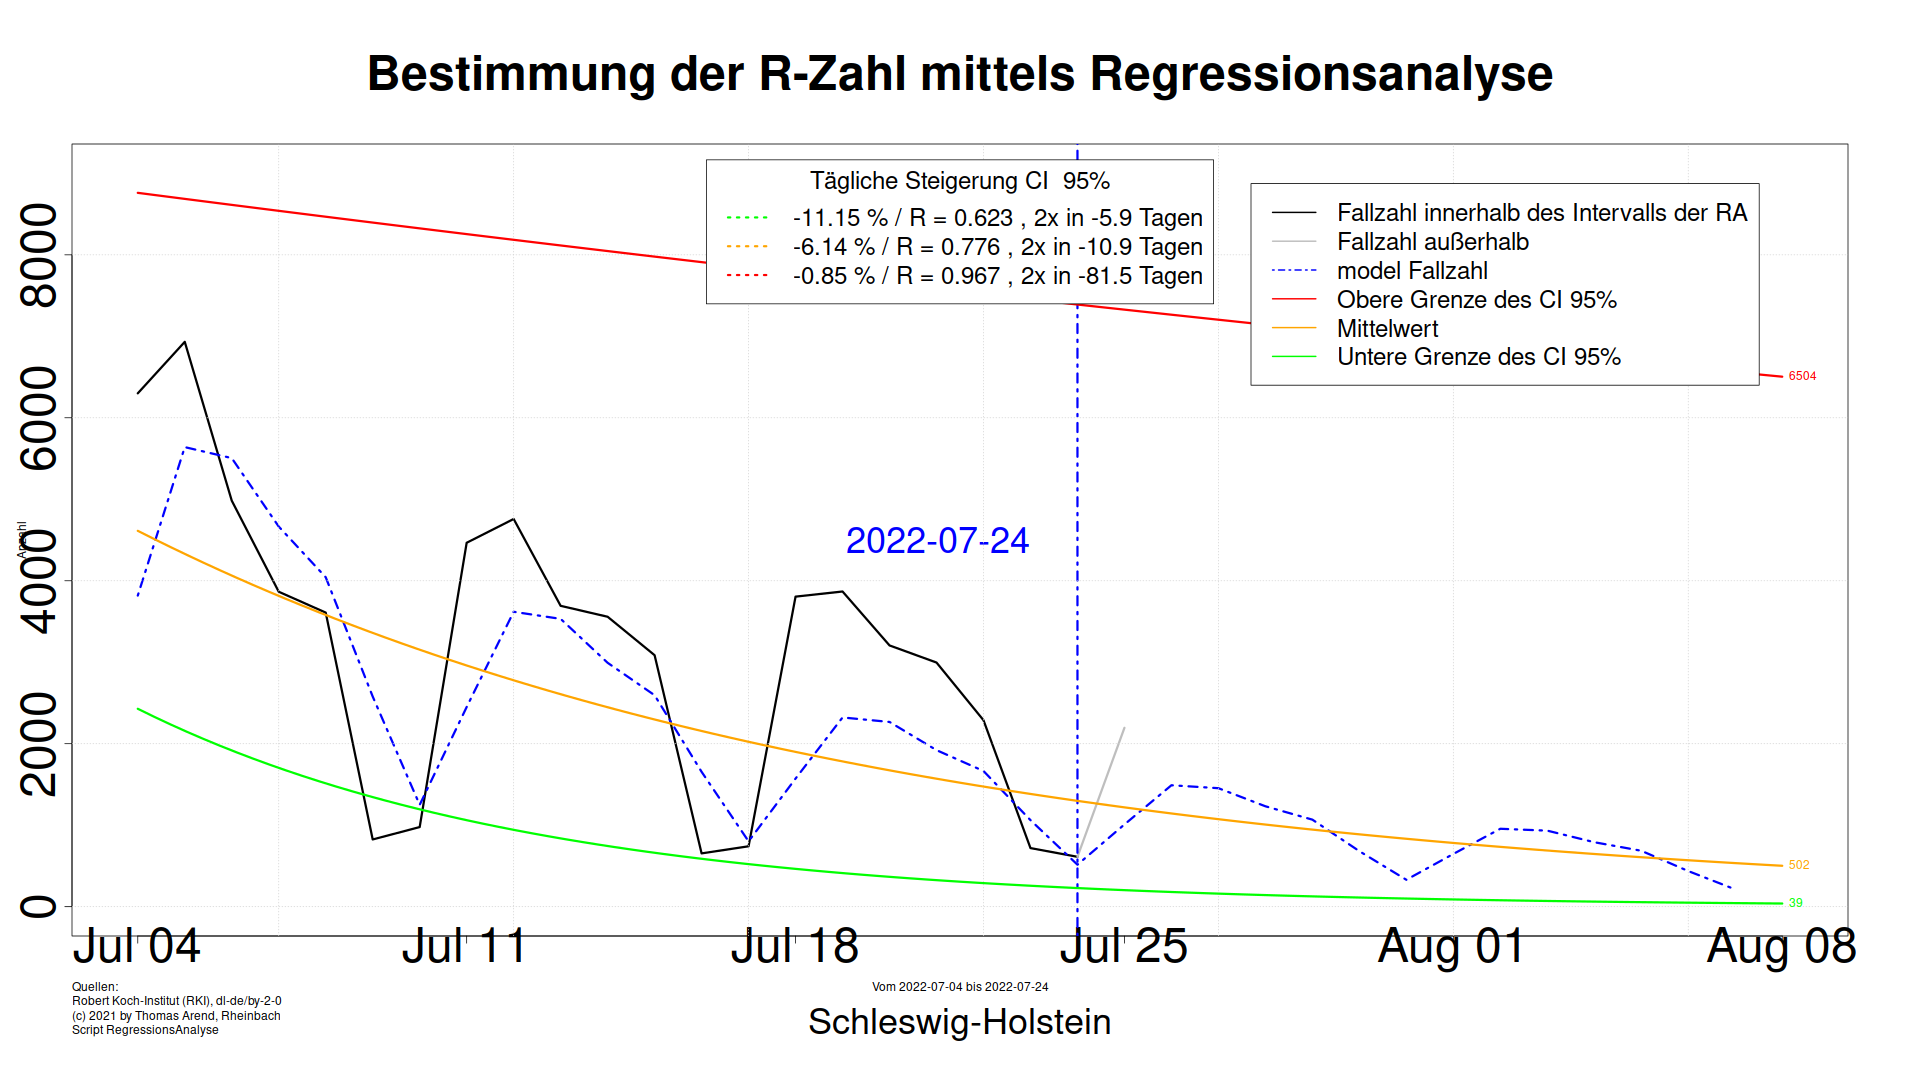 Bestimmung der R-Zahl mittels Regressionsanalyse
Tägliche Steigerung CI  95%
-11.15 % / R = 0.623 , 2x in -5.9 Tagen
-6.14 % / R = 0.776 , 2x in -10.9 Tagen
-0.85 % / R = 0.967 , 2x in -81.5 Tagen
Fallzahl innerhalb des Intervalls der RA
Fallzahl außerhalb
model Fallzahl
Obere Grenze des CI 95%
Mittelwert
Untere Grenze des CI 95%
8000
6000
4000
2000
0
Anzahl
2022-07-24
6504
502
39
Jul 04
Jul 11
Jul 18
Jul 25
Aug 01
Aug 08
Quellen:
Robert Koch-Institut (RKI), dl-de/by-2-0
(c) 2021 by Thomas Arend, Rheinbach
Script RegressionsAnalyse
Vom 2022-07-04 bis 2022-07-24
Schleswig-Holstein